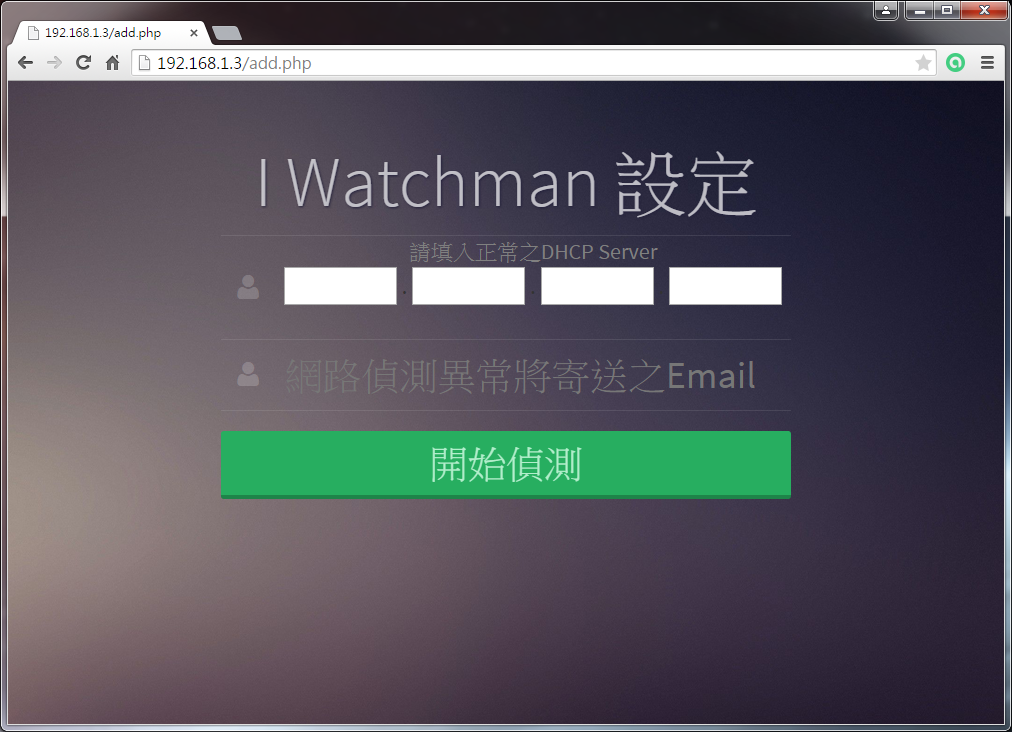 192.168.1.3/add.php
192.168.1.3/add.php
I Watchman 設定
請填入正常之DHCP Server
網路偵測異常將寄送之Email
開始偵測